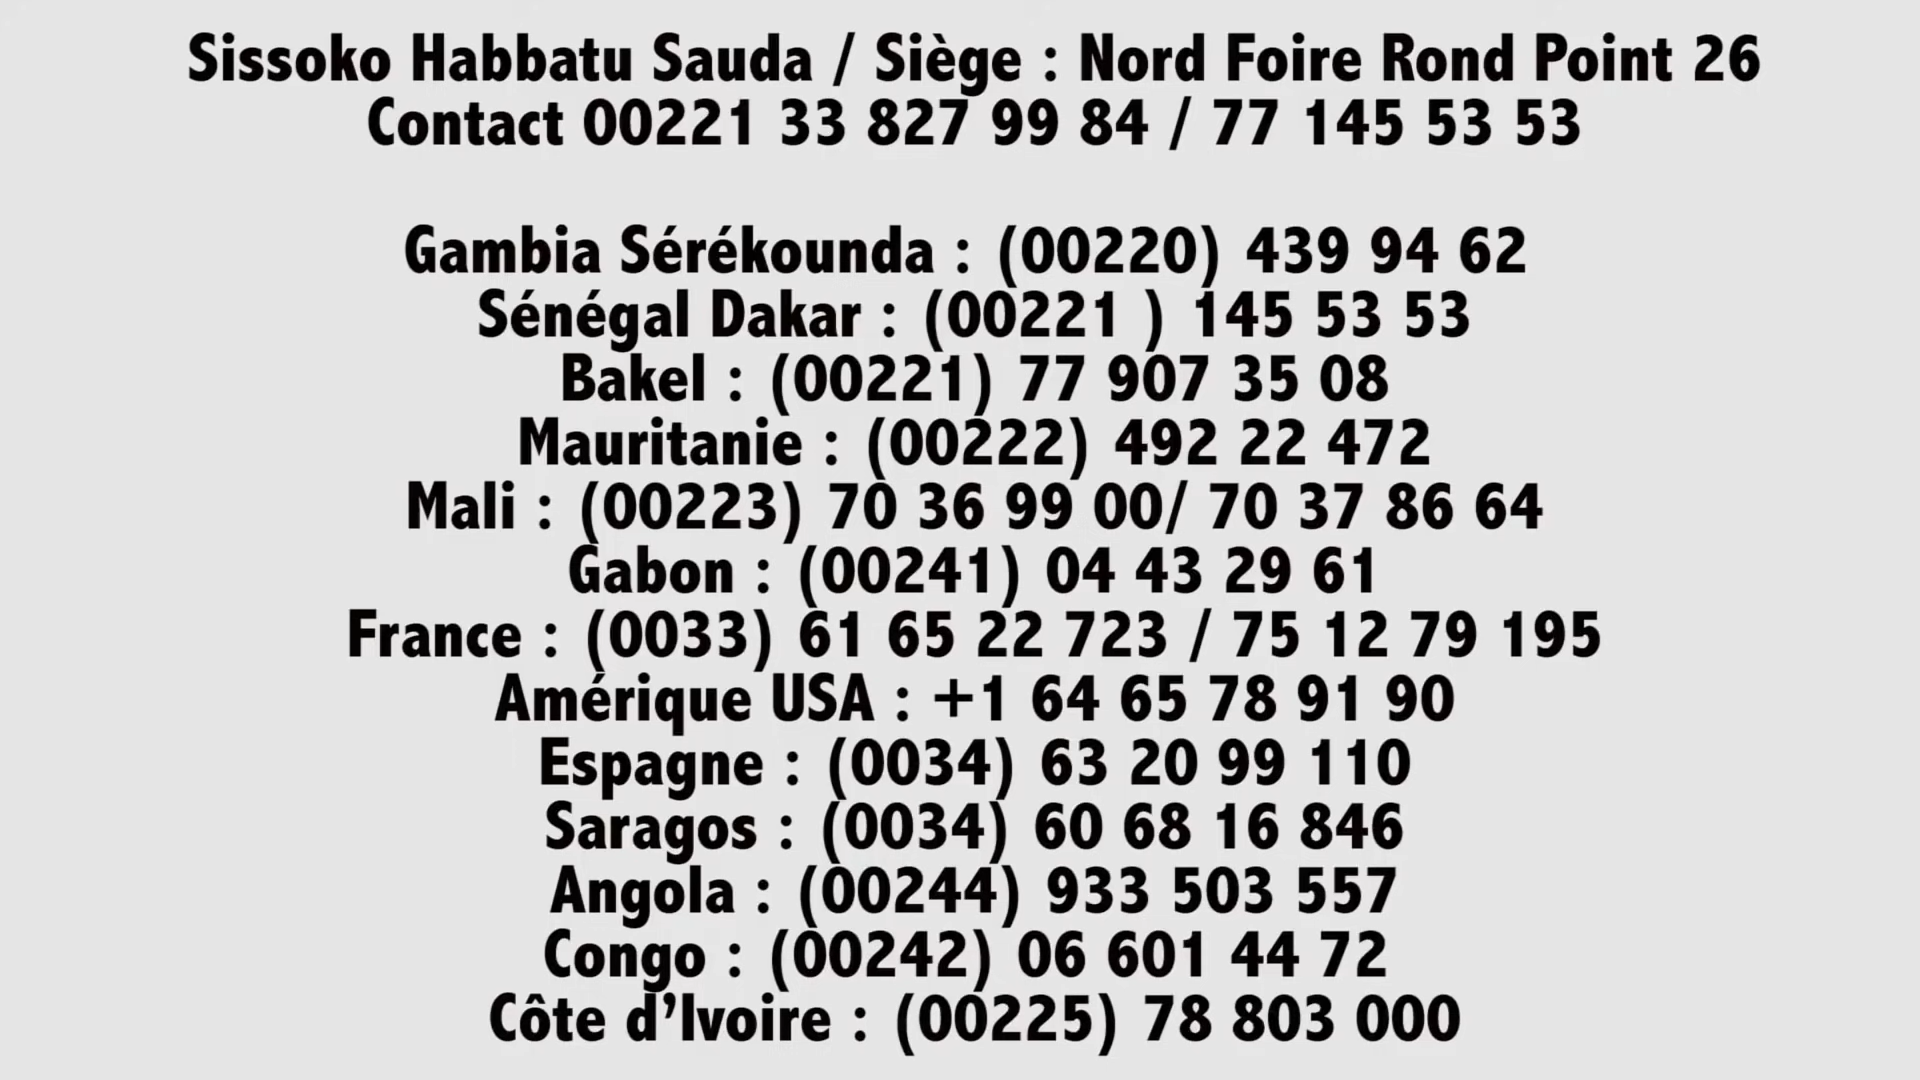 Sissoko Habbatu Sauda / Siège : Nord Foire Rond Point 26
Contact 00221 33 827 99 84 / 77 145 53 53
Gambia Sérékounda : (00220) 439 94 62
Sénégal Dakar : (00221 ) 145 53 53
Bakel : (00221) 77 907 35 08
Mauritanie : (00222) 492 22 472
Mali : (00223) 70 36 99 00/ 70 37 86 64
Gabon : (00241) 04 43 29 61
France : (0033) 61 65 22 723 / 75 12 79 195
Amérique USA : +1 64 65 78 91 90
Espagne : (0034) 63 20 99 110
Saragos : (0034) 60 68 16 846
Angola : (00244) 933 503 557
Congo : (00242) 06 601 44 72
Côte d’Ivoire : (00225) 78 803 000